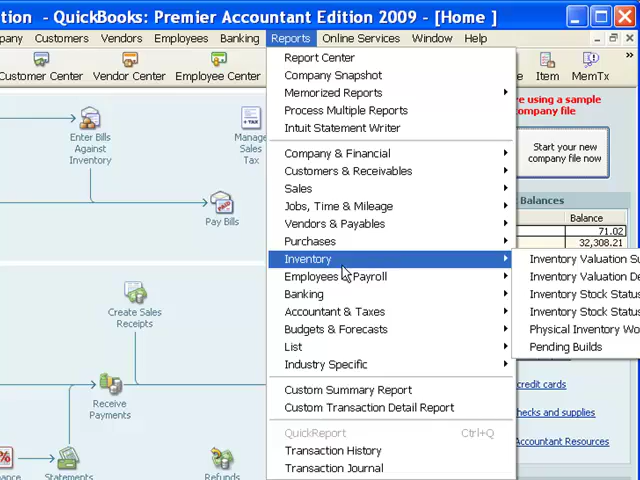 tion - QuickBooks: Premier Accountant Edition 2009 - [Home ]
ny Customers Vendors Employees Banking Reports Online Services Window Help
Customer Center Vendor Center Employee Center e Item MemTx »
Report Center
Company Snapshot
Memorized Reports
Process Multiple Reports
Intuit Statement Writer
Company & Financial
Customers & Receivables
Sales
Jobs, Time & Mileage
Vendors & Payables
Purchases
Inventory
Employees & Payroll
Banking
Accountant & Taxes
Budgets & Forecasts
List
Industry Specific
Custom Summary Report
Custom Transaction Detail Report
QuickReport Ctrl+Q
Transaction History
Transaction Journal
Inventory Valuation Su
Inventory Valuation De
Inventory Stock Status
Inventory Stock Status
Physical Inventory Wo
Pending Builds
Enter Bills
Against
Inventory
Manage
Sales
Tax
Pay Bills
Create Sales
Receipts
Receive
Payments
nance
Statements
Refunds
re using a sample
company file
Start your new
company file now
Balances
Balance
71.02
32,308.21
credit cards
hecks and supplies
Accountant Resources